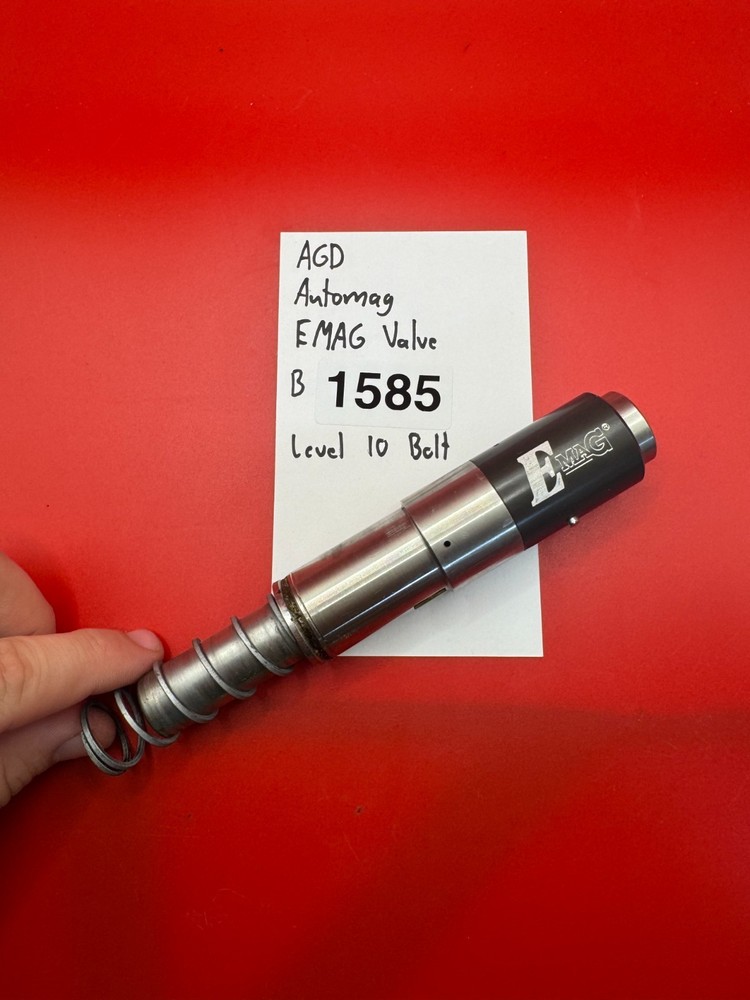 AGD
Automag
EMAG Valve
B 1585
Level 10 Bolt
EMAG®